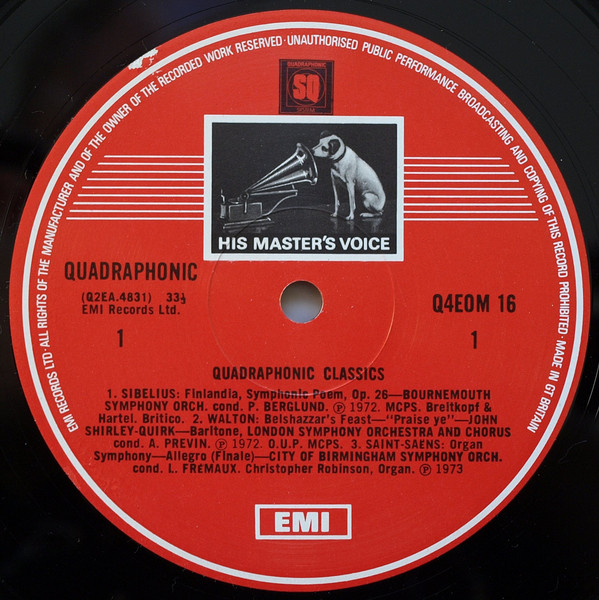 EMI RECORDS LTD · ALL RIGHTS OF THE MANUFACTURER AND OF THE OWNER OF THE RECORDED WORK RESERVED · UNAUTHORISED PUBLIC PERFORMANCE BROADCASTING AND COPYING OF THIS RECORD PROHIBITED · MADE IN GT BRITAIN
QUADRAPHONIC
SQ
HIS MASTER'S VOICE
QUADRAPHONIC
(Q2EA.4831) 33⅓
EMI Records Ltd.
1
Q4EOM 16
1
QUADRAPHONIC CLASSICS
1. SIBELIUS: Finlandia, Symphonic Poem, Op. 26—BOURNEMOUTH
SYMPHONY ORCH. cond. P. BERGLUND. Ⓟ 1972. MCPS. Breitkopf &
Hartel. Britico. 2. WALTON: Belshazzar's Feast—"Praise ye"—JOHN
SHIRLEY-QUIRK—Baritone, LONDON SYMPHONY ORCHESTRA AND CHORUS
cond. A. PREVIN. Ⓟ 1972. O.U.P. MCPS. 3. SAINT-SAENS: Organ
Symphony—Allegro (Finale)—CITY OF BIRMINGHAM SYMPHONY ORCH.
cond. L. FRÉMAUX. Christopher Robinson, Organ. Ⓟ 1973
EMI